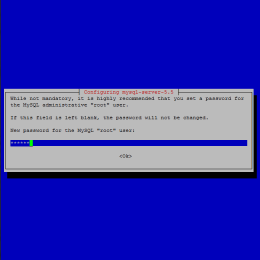 Configuring mysql-server-5.5
While not mandatory, it is highly recommended that you set a password for
the MySQL administrative "root" user.
If this field is left blank, the password will not be changed.
New password for the MySQL "root" user:
******
<Ok>